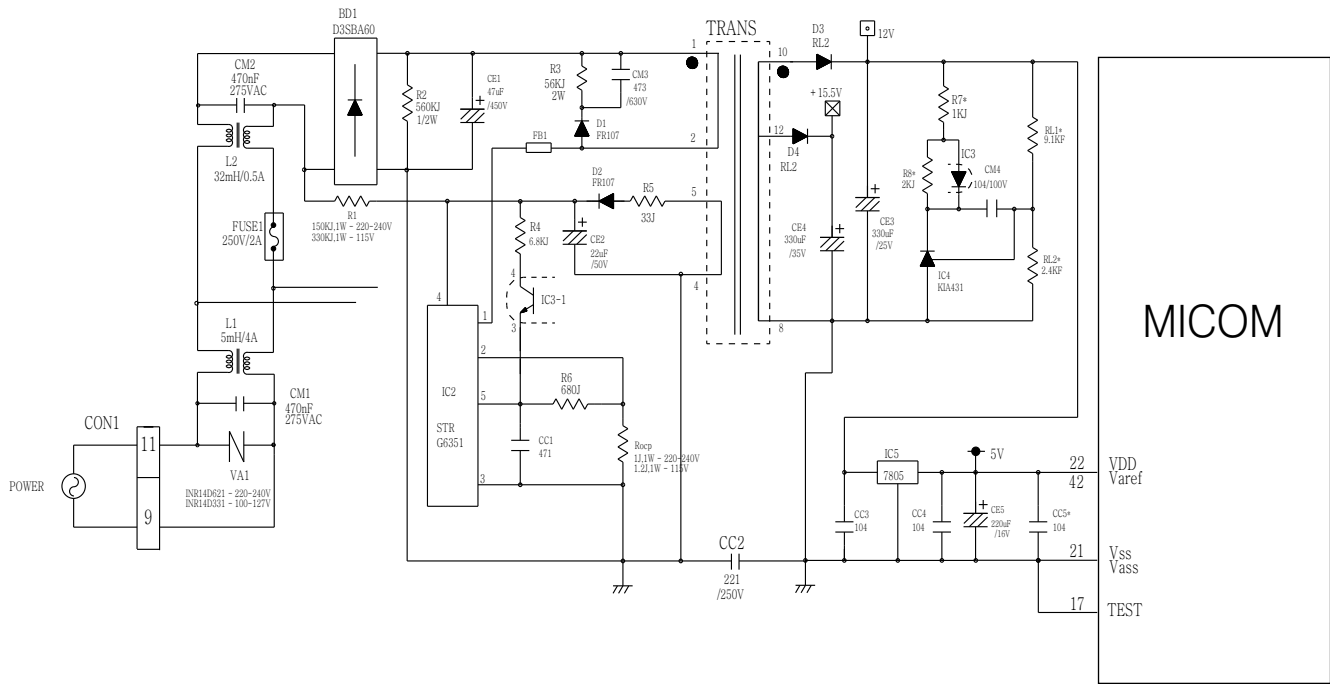 BD1
D3SBA60
TRANS
D3
RL2
12V
CM2
470nF
275VAC
1
10
R2
560KJ
1/2W
CE1
47uF
/450V
R3
56KJ
2W
CM3
473
/630V
+15.5V
R7*
1KJ
RL1*
9.1KF
D1
FR107
FB1
2
12
D4
RL2
L2
32mH/0.5A
D2
FR107
R5
33J
5
R8*
2KJ
IC3
CM4
104/100V
R1
150KJ,1W - 220-240V
330KJ,1W - 115V
FUSE1
250V/2A
R4
6.8KJ
CE2
22uF
/50V
CE4
330uF
/35V
CE3
330uF
/25V
IC4
KIA431
RL2*
2.4KF
4
4
4
IC3-1
3
8
MICOM
L1
5mH/4A
1
2
5
3
IC2
STR
G6351
R6
680J
CM1
470nF
275VAC
CC1
471
Rocp
1J,1W - 220-240V
1.2J,1W - 115V
CON1
11
9
POWER
VA1
INR14D621 - 220-240V
INR14D331 - 100-127V
IC5
7805
5V
22
42
VDD
Varef
CC3
104
CC4
104
CE5
220uF
/16V
CC5*
104
CC2
221
/250V
21
Vss
Vass
17
TEST